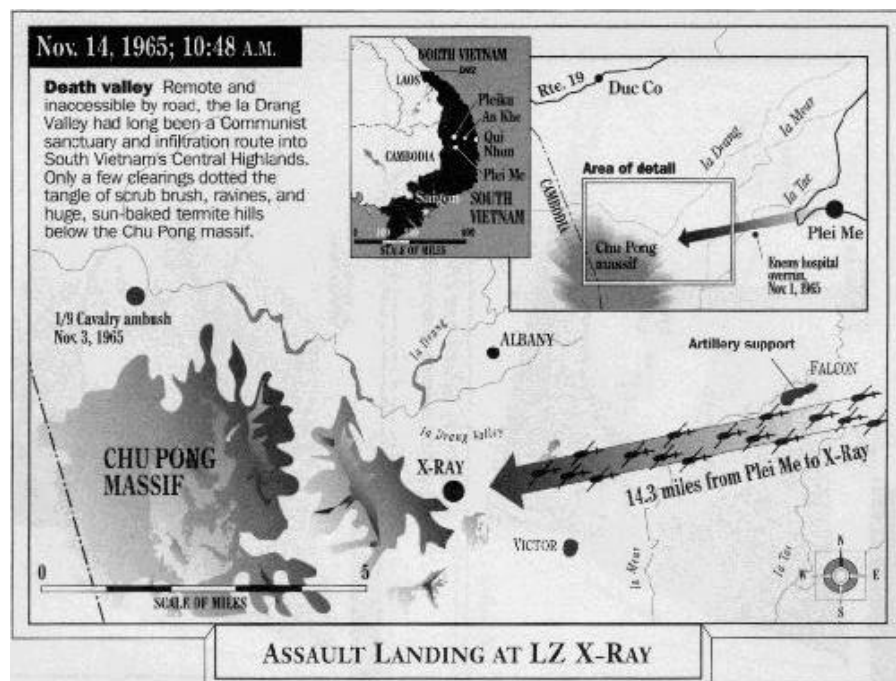 Nov. 14, 1965; 10:48 A.M.
Death valley Remote and
inaccessible by road, the Ia Drang
Valley had long been a Communist
sanctuary and infiltration route into
South Vietnam's Central Highlands.
Only a few clearings dotted the
tangle of scrub brush, ravines, and
huge, sun-baked termite hills
below the Chu Pong massif.
NORTH VIETNAM
DMZ
LAOS
Pleiku
An Khe
Qui
Nhon
CAMBODIA
Plei Me
Saigon
SOUTH
VIETNAM
SCALE OF MILES
Rte. 19
Duc Co
Ia Drang
Ia Meur
Area of detail
Ia Tae
CAMBODIA
Plei Me
Chu Pong
massif
Enemy hospital
overrun,
Nov. 1, 1965
1/9 Cavalry ambush
Nov. 3, 1965
Ia Drang
ALBANY
Artillery support
FALCON
CHU PONG
MASSIF
Ia Drang Valley
X-RAY
14.3 miles from Plei Me to X-Ray
VICTOR
Ia Meur
Ia Tae
N
W E
S
0 5
SCALE OF MILES
ASSAULT LANDING AT LZ X-RAY